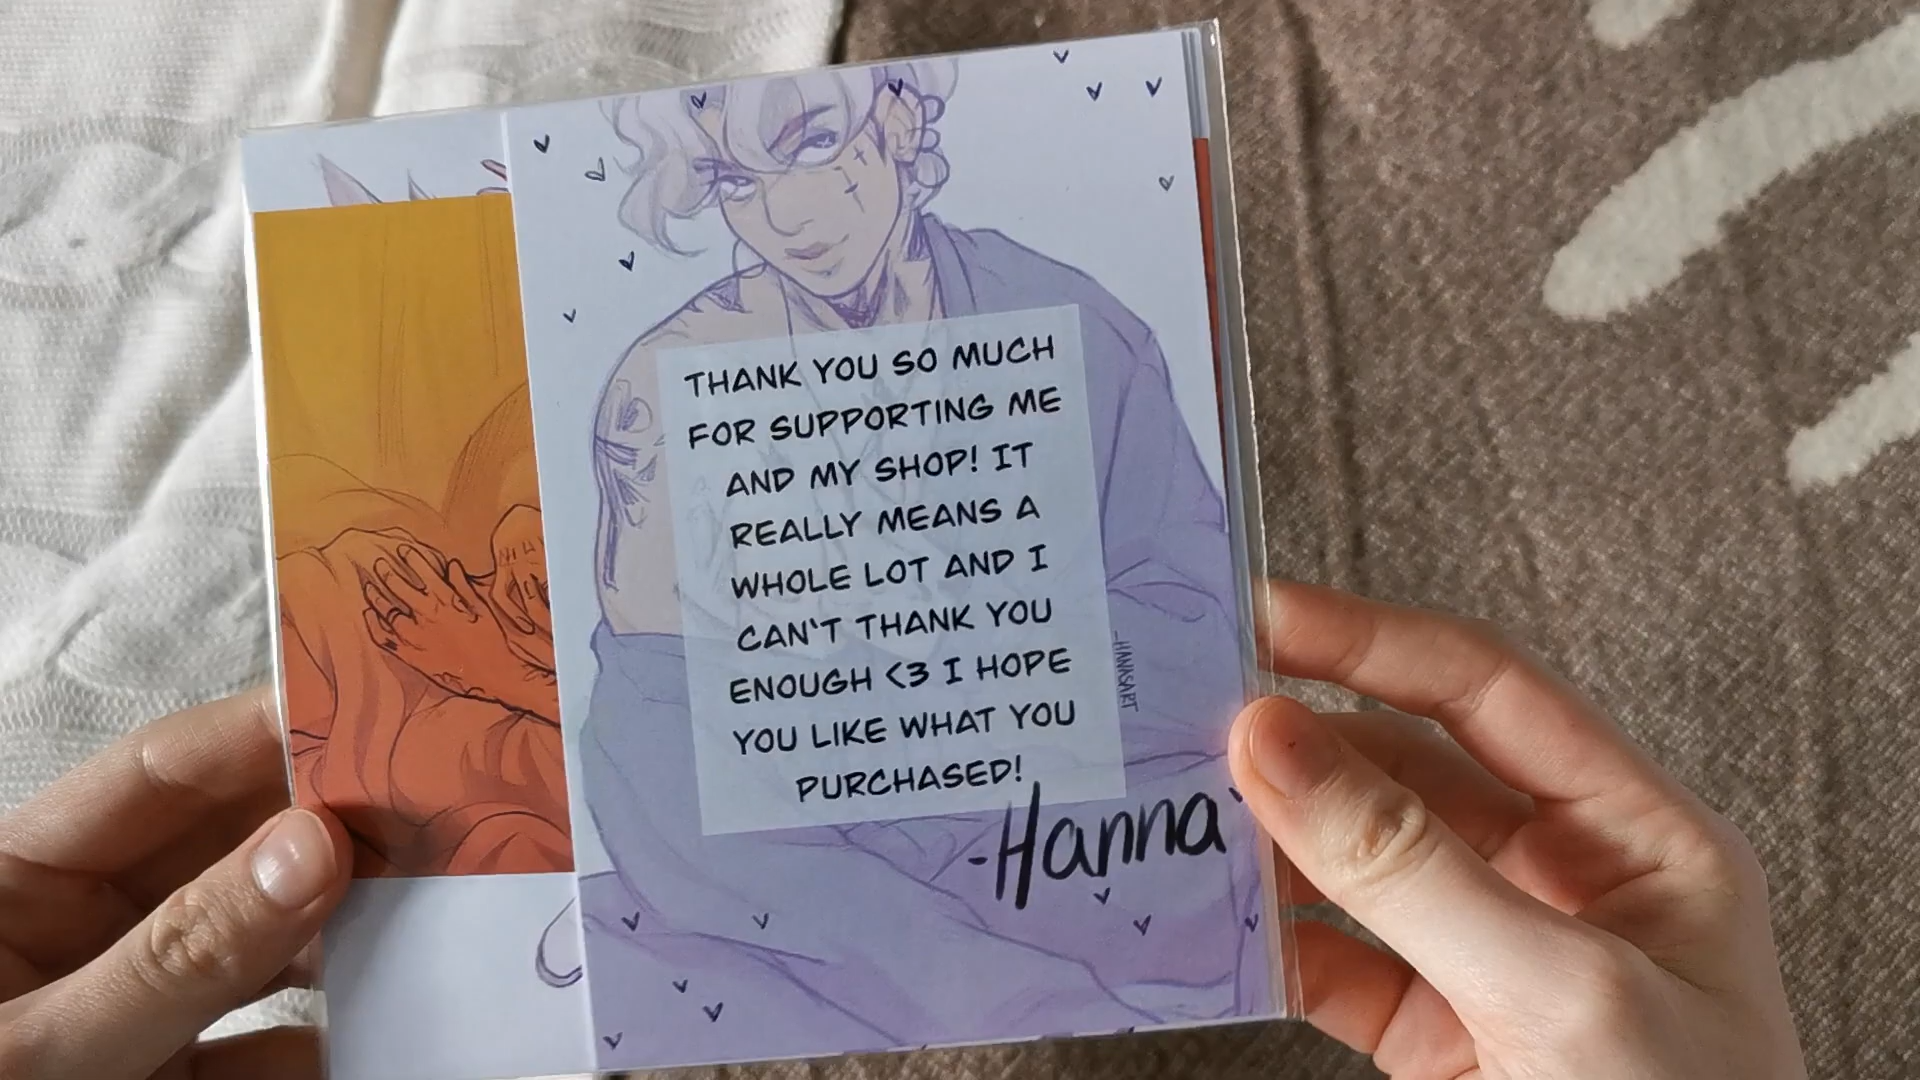 THANK YOU SO MUCH
FOR SUPPORTING ME
AND MY SHOP! IT
REALLY MEANS A
WHOLE LOT AND I
CAN'T THANK YOU
ENOUGH <3 I HOPE
YOU LIKE WHAT YOU
PURCHASED!
-Hanna
-HANASART